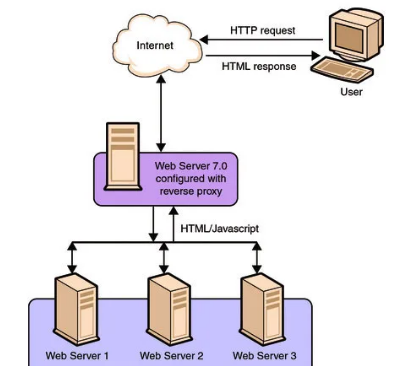 HTTP request
Internet
HTML response
User
Web Server 7.0
configured with
reverse proxy
HTML/Javascript
Web Server 1
Web Server 2
Web Server 3